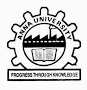 ANNA UNIVERSITY
PROGRESS THROUGH KNOWLEDGE